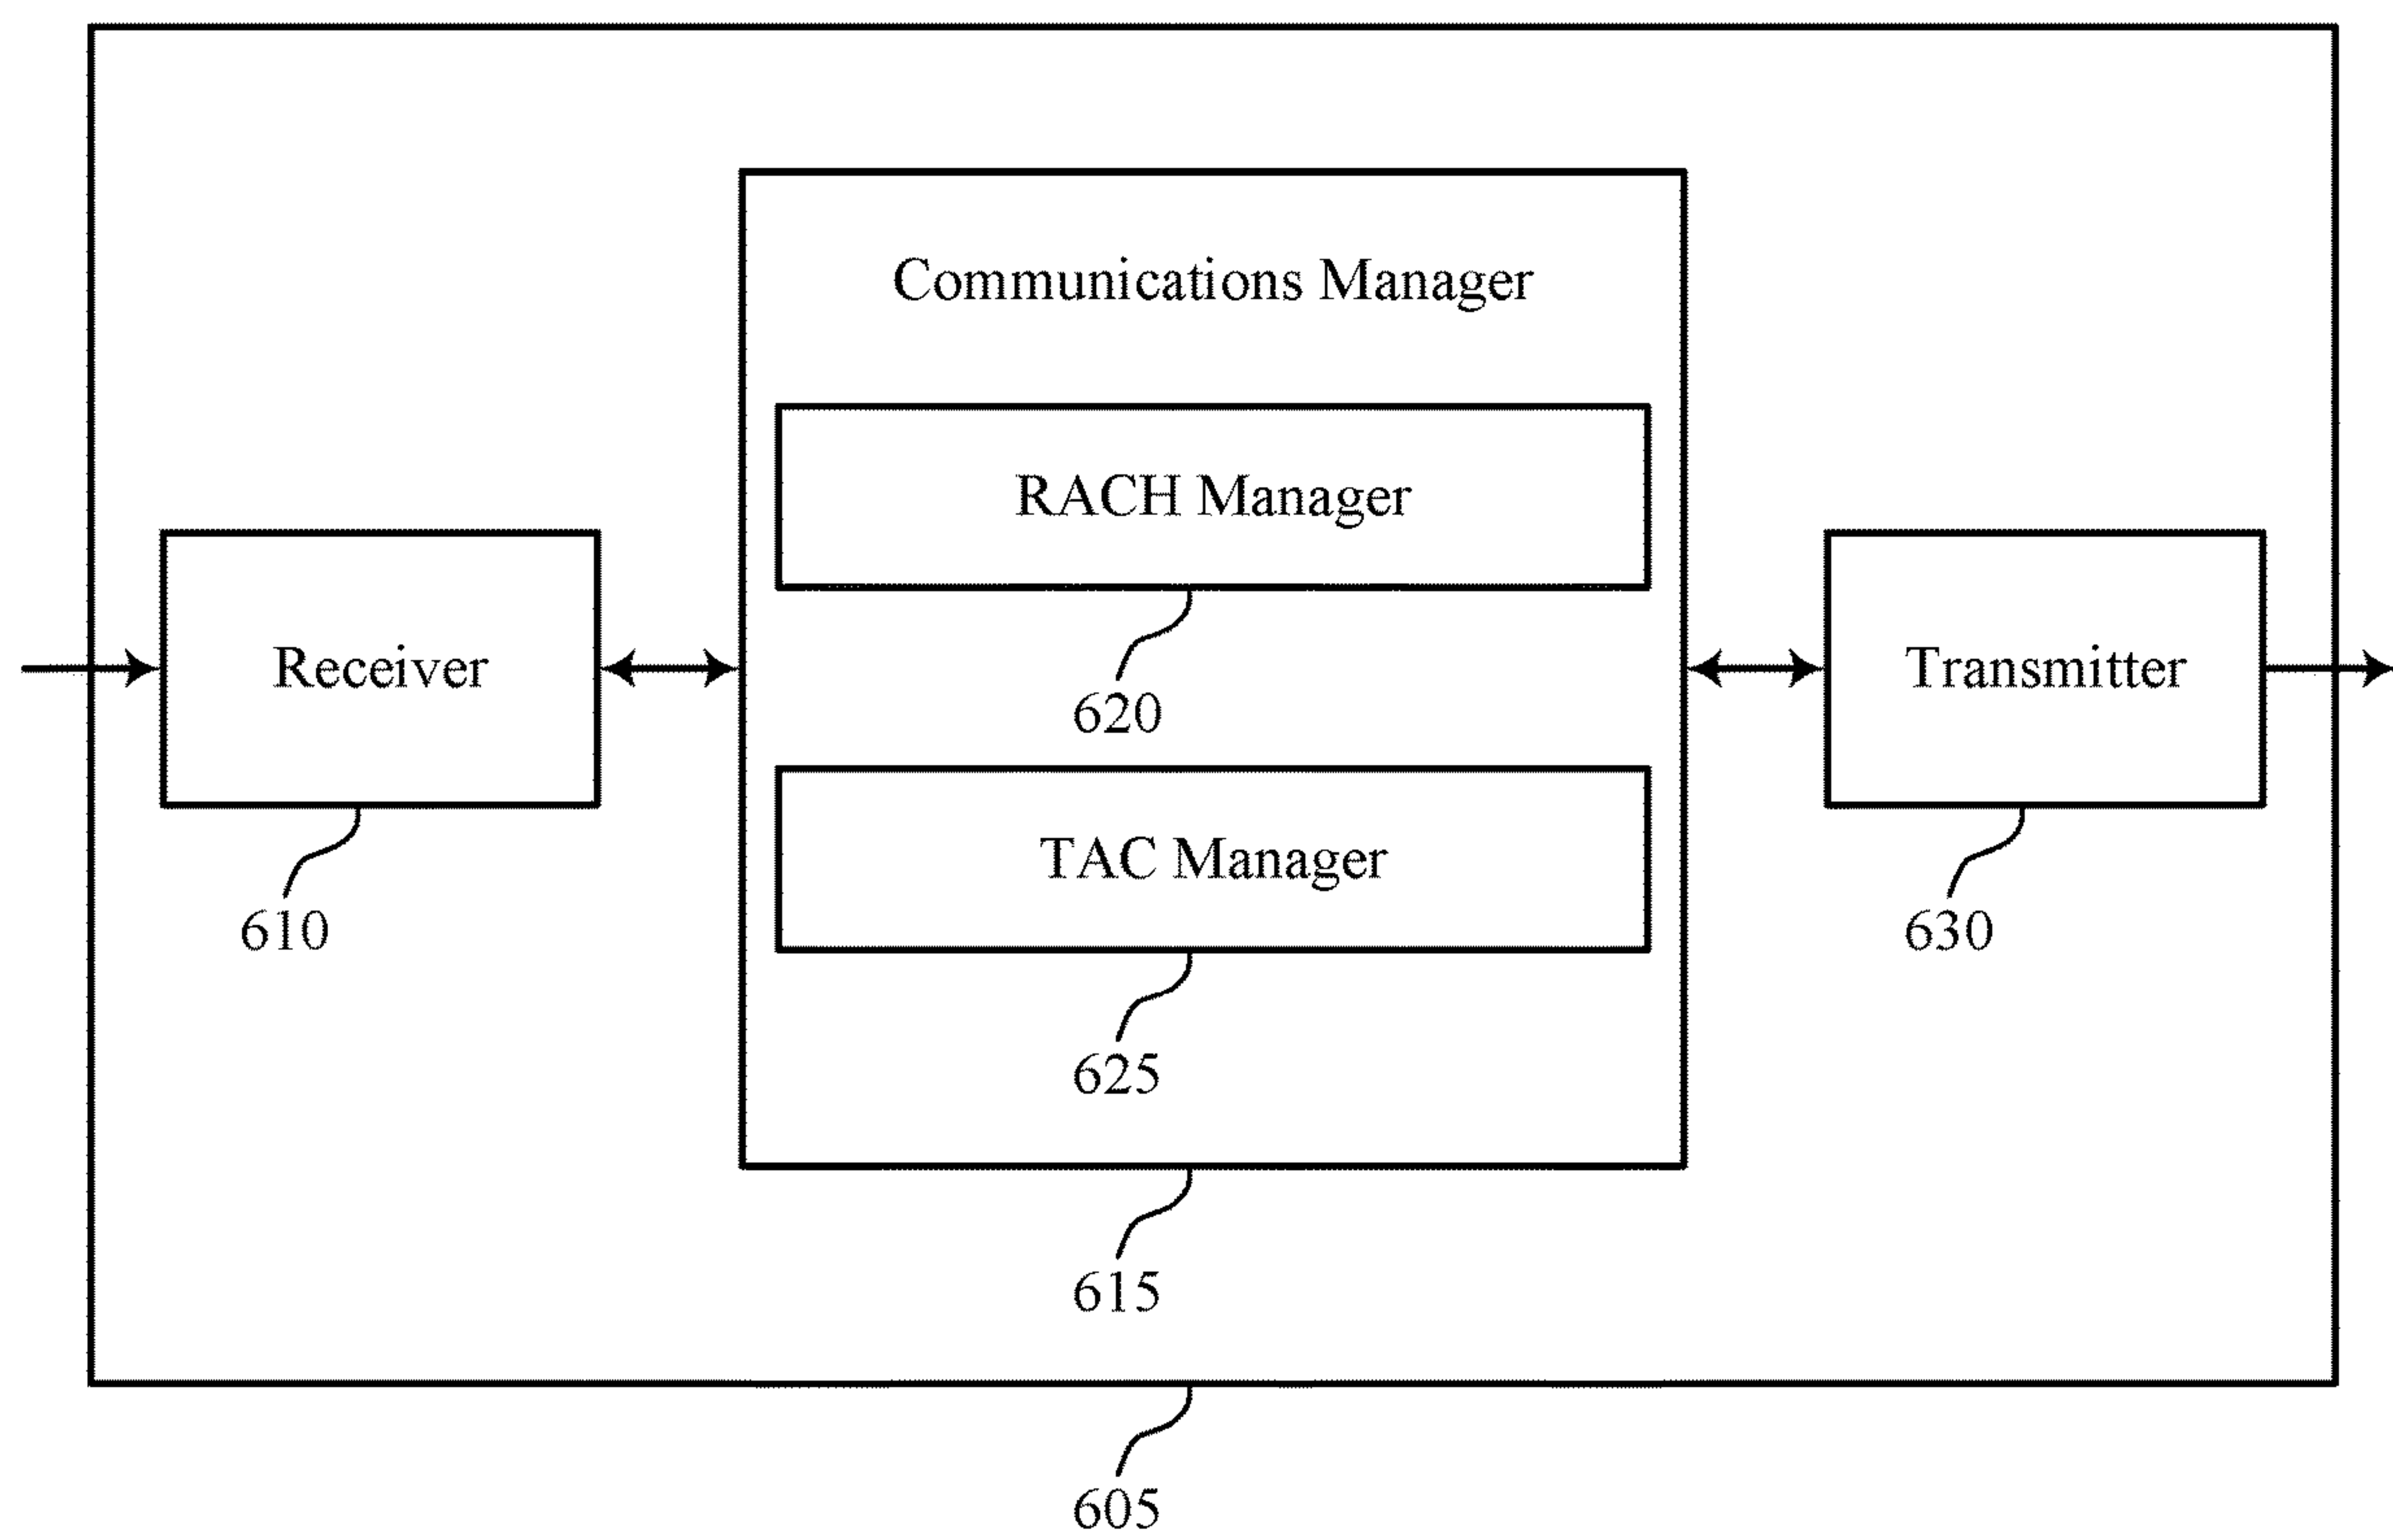 Communications Manager
RACH Manager
Receiver
Transmitter
620
TAC Manager
610
630
625
615
605